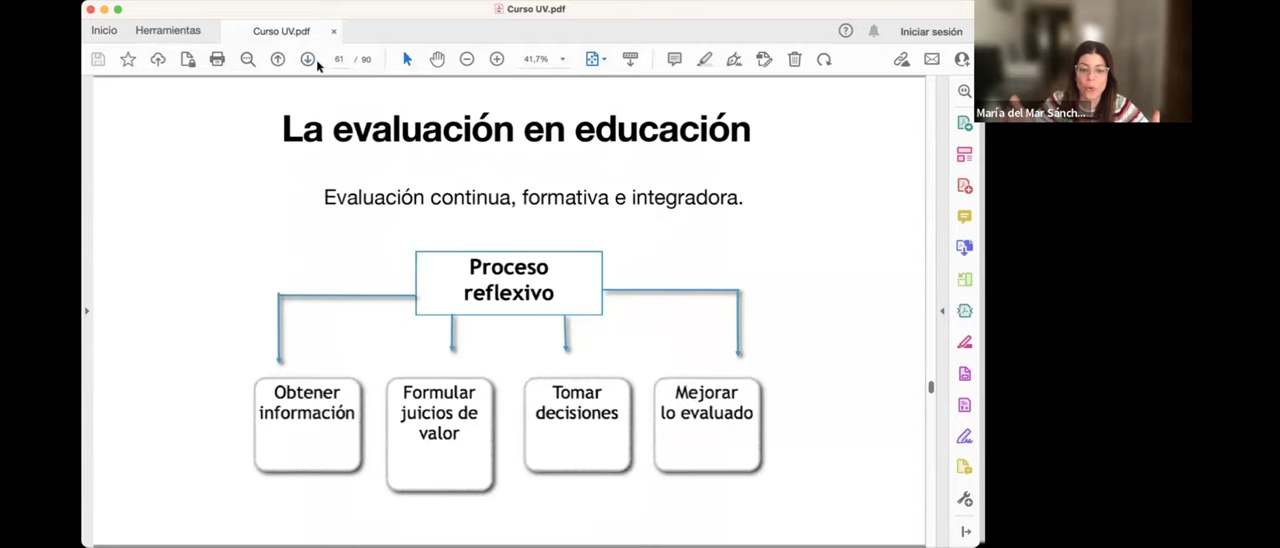 Curso UV.pdf
Inicio
Herramientas
Curso UV.pdf
Iniciar sesión
61 / 90
41,7%
María del Mar Sánch...
La evaluación en educación
Evaluación continua, formativa e integradora.
Proceso
reflexivo
Obtener
información
Formular
juicios de
valor
Tomar
decisiones
Mejorar
lo evaluado